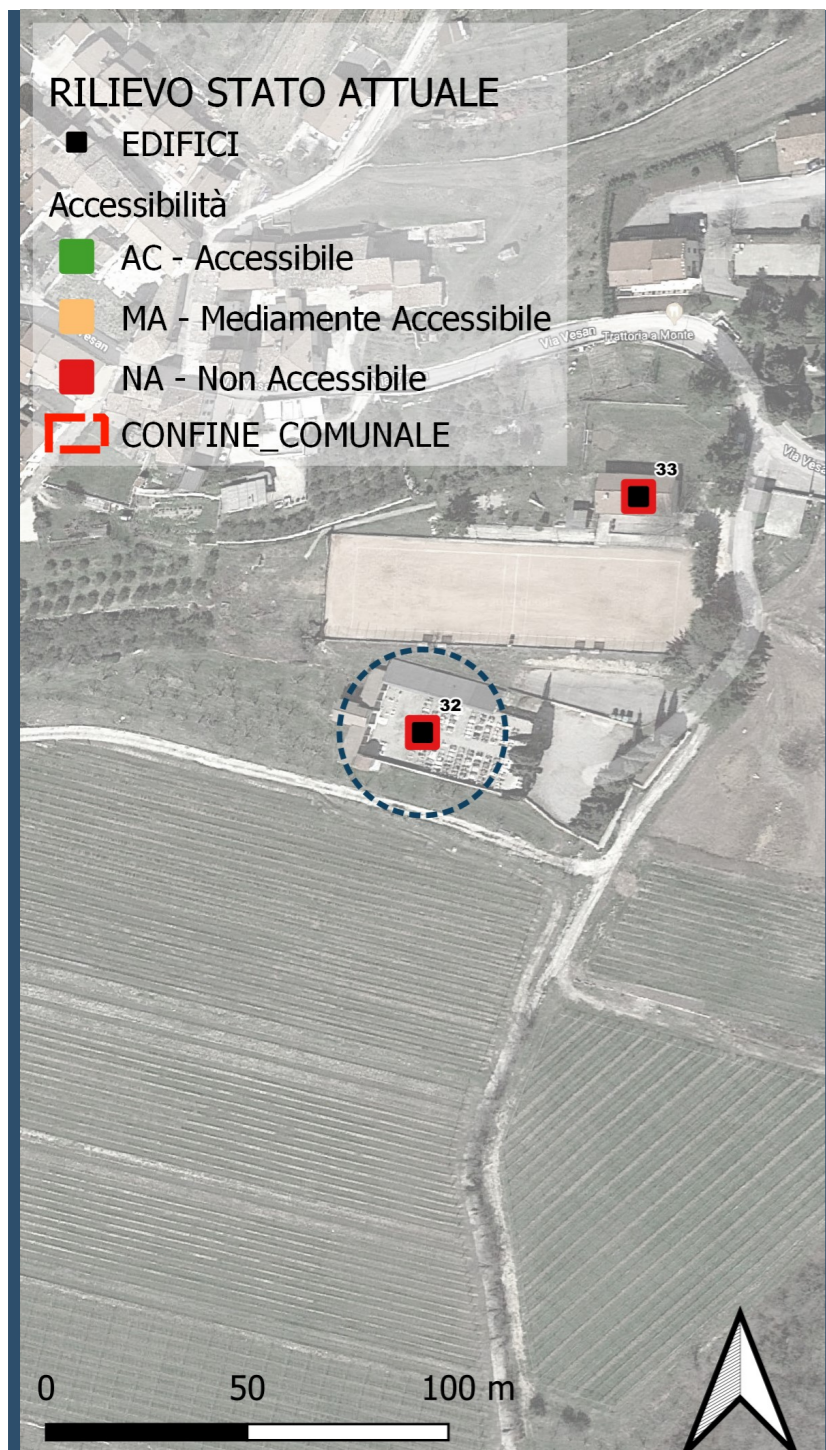 RILIEVO STATO ATTUALE
EDIFICI
Accessibilità
AC - Accessibile
MA - Mediamente Accessibile
NA - Non Accessibile
CONFINE_COMUNALE
Via Vesan
Trattoria a Monte
Via Vesan
33
32
0 50 100 m